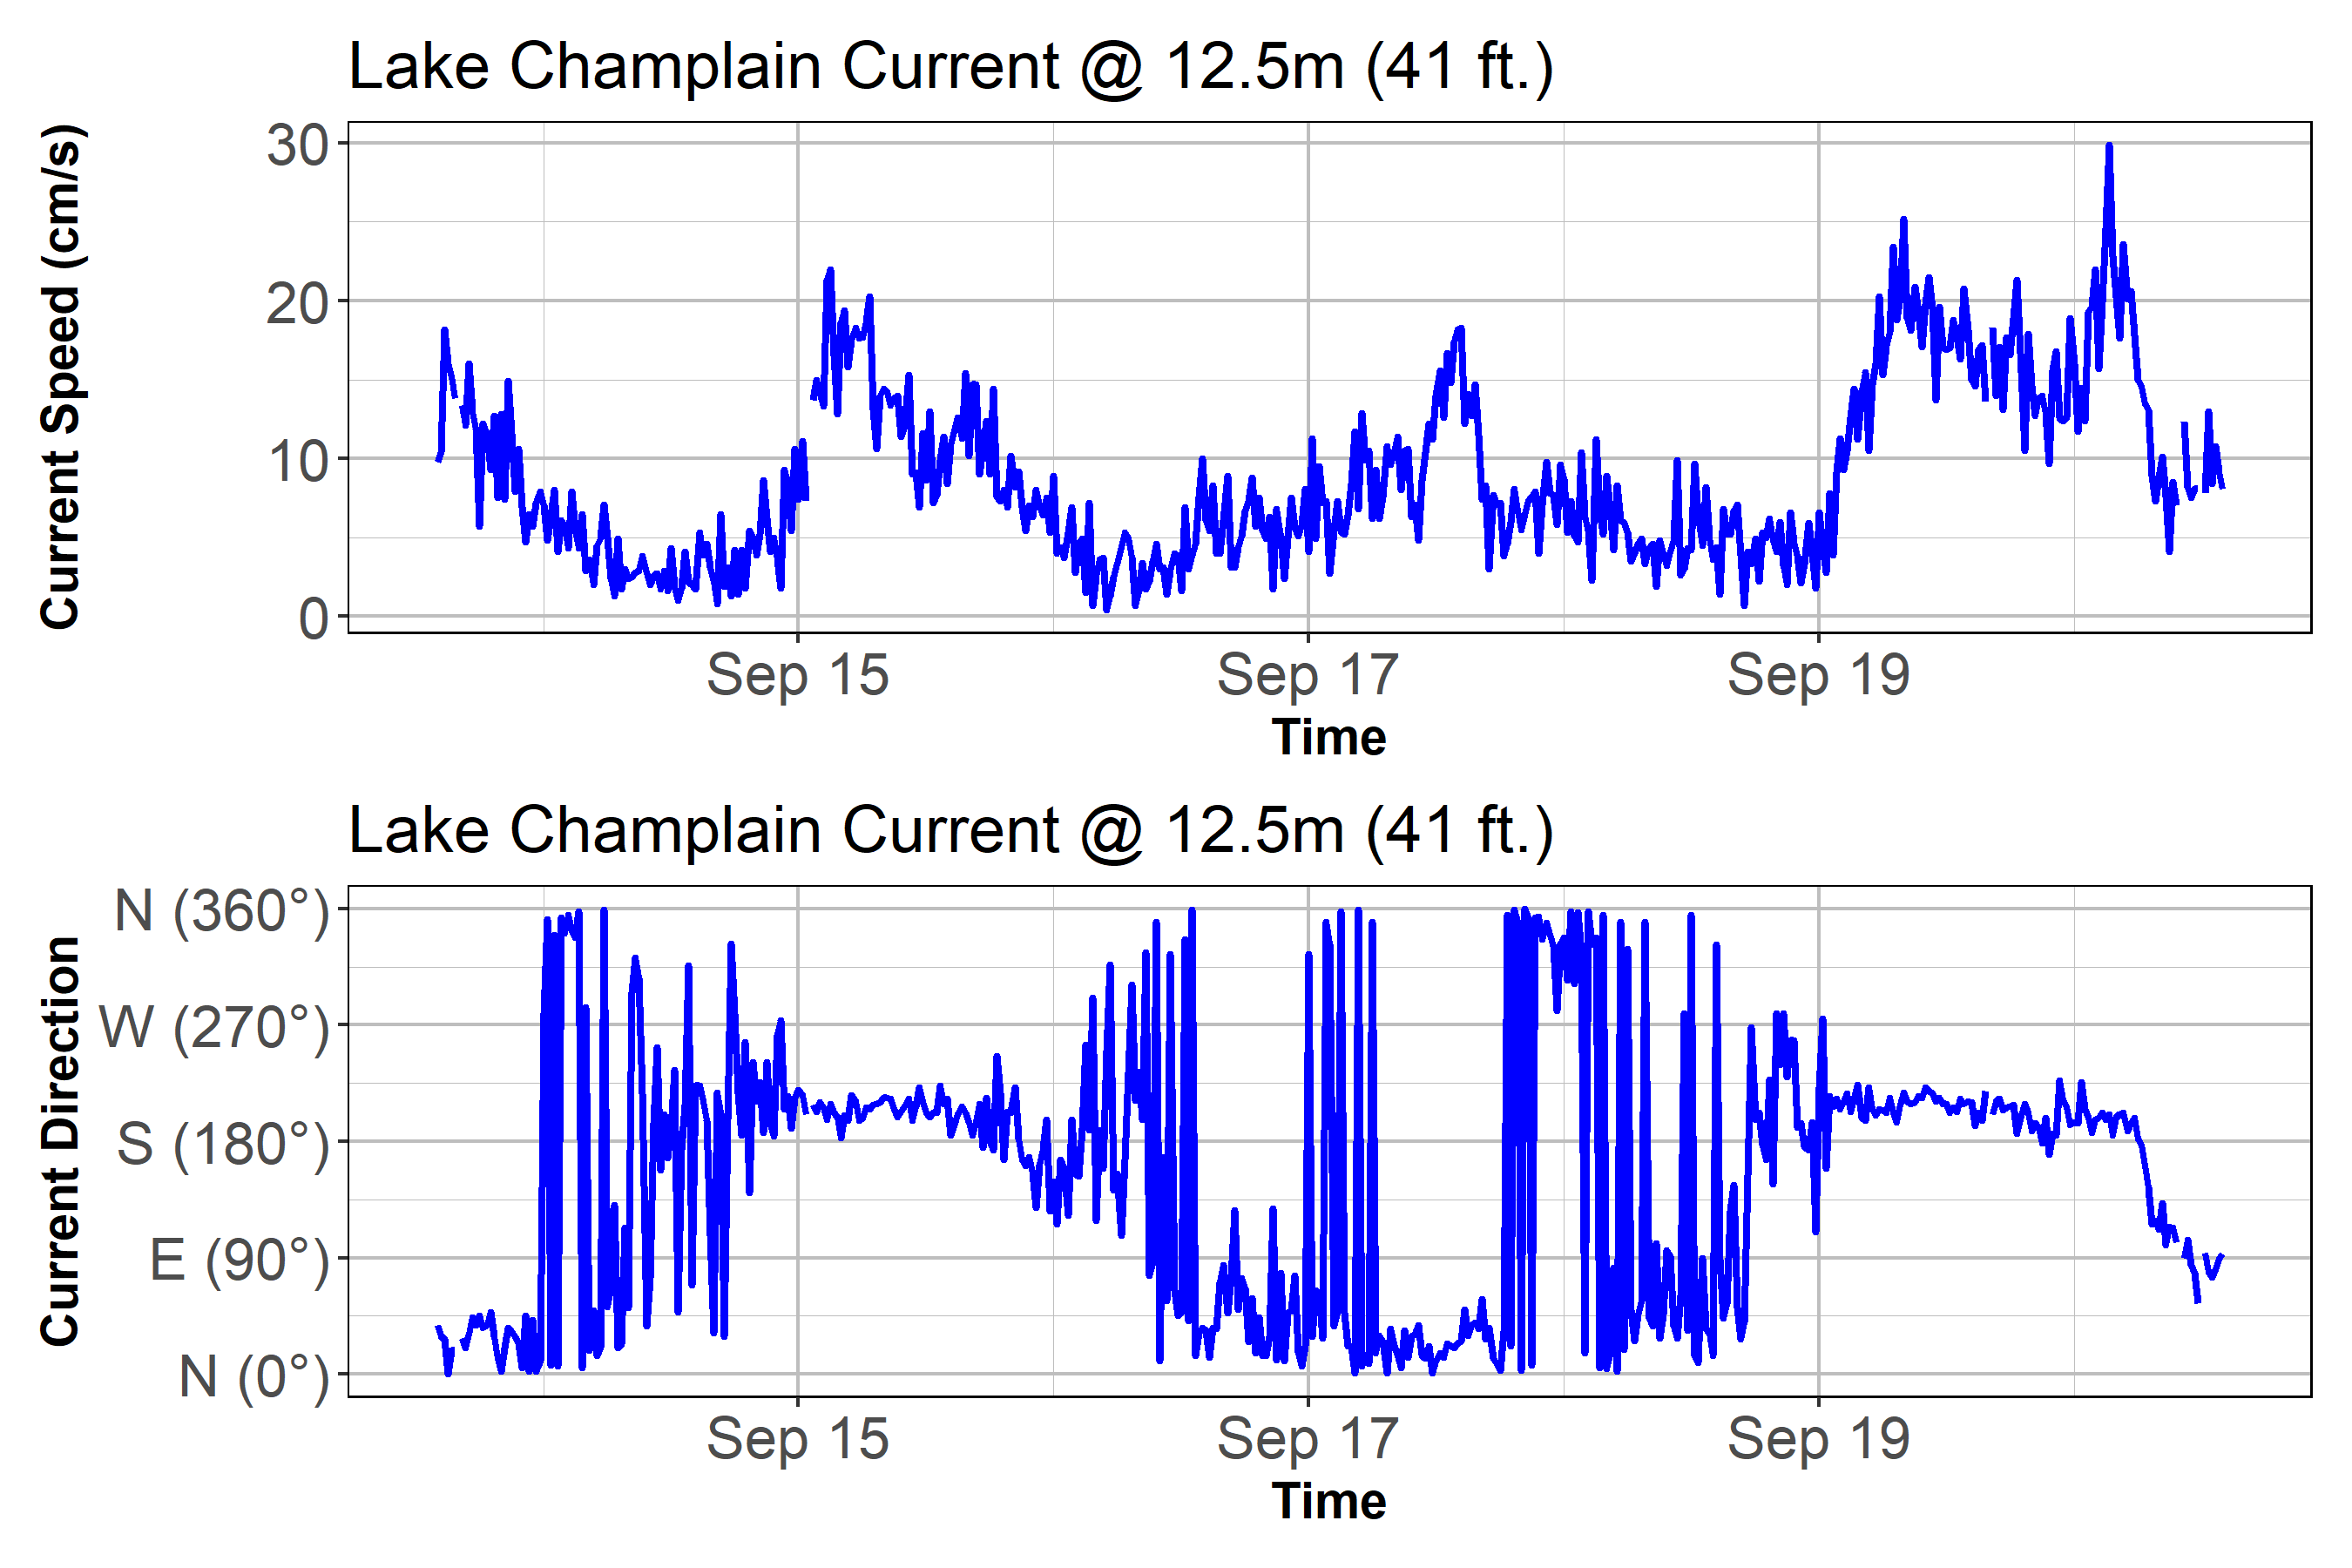 Lake Champlain Current @ 12.5m (41 ft.)
Current Speed (cm/s)
30
20
10
0
Sep 15
Sep 17
Sep 19
Time
Lake Champlain Current @ 12.5m (41 ft.)
Current Direction
N (360°)
W (270°)
S (180°)
E (90°)
N (0°)
Sep 15
Sep 17
Sep 19
Time